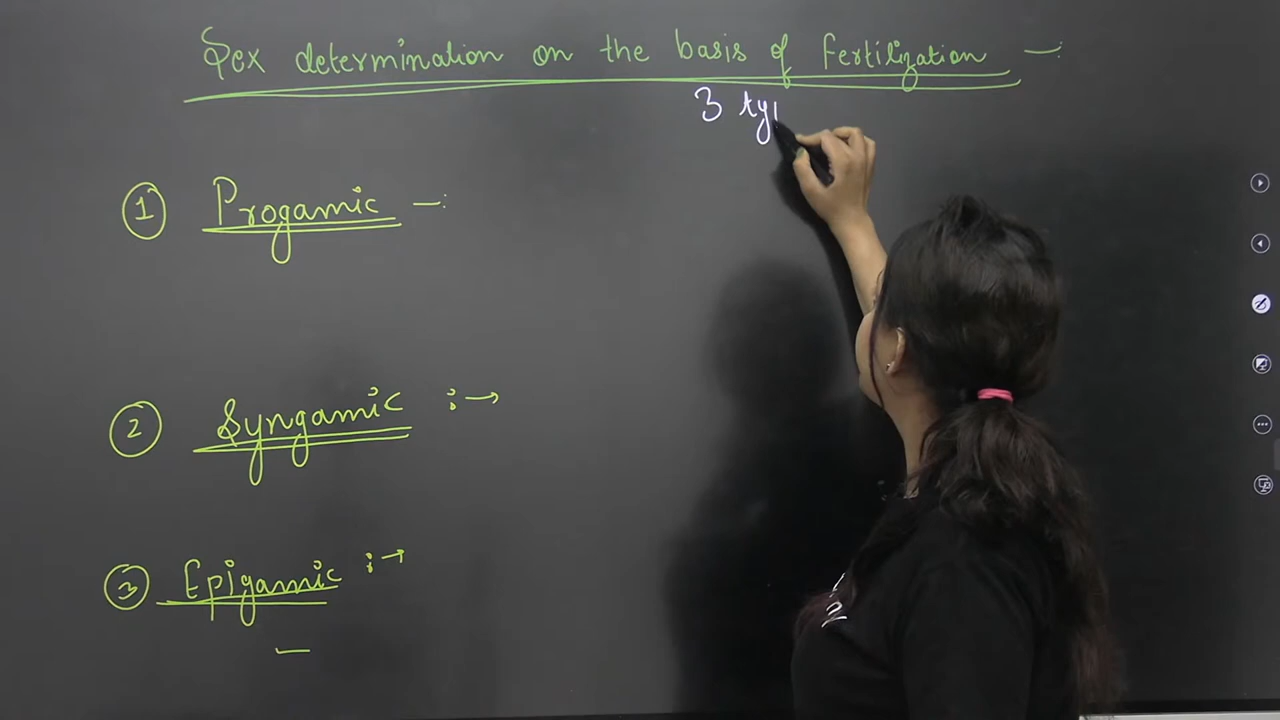 Sex determination on the basis of Fertilization -:
3 ty
① Progamic -:
② Syngamic :→
③ Epigamic :→
-